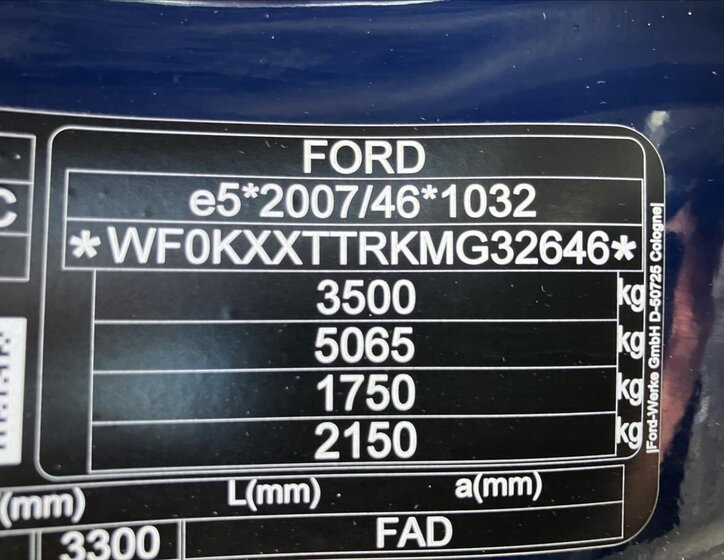 FORD
e5*2007/46*1032
*WF0KXXTTRKMG32646*
3500 kg
5065 kg
1750 kg
2150 kg
|Ford-Werke GmbH D-50725 Cologne|
C
(mm) L(mm) a(mm)
3300 FAD